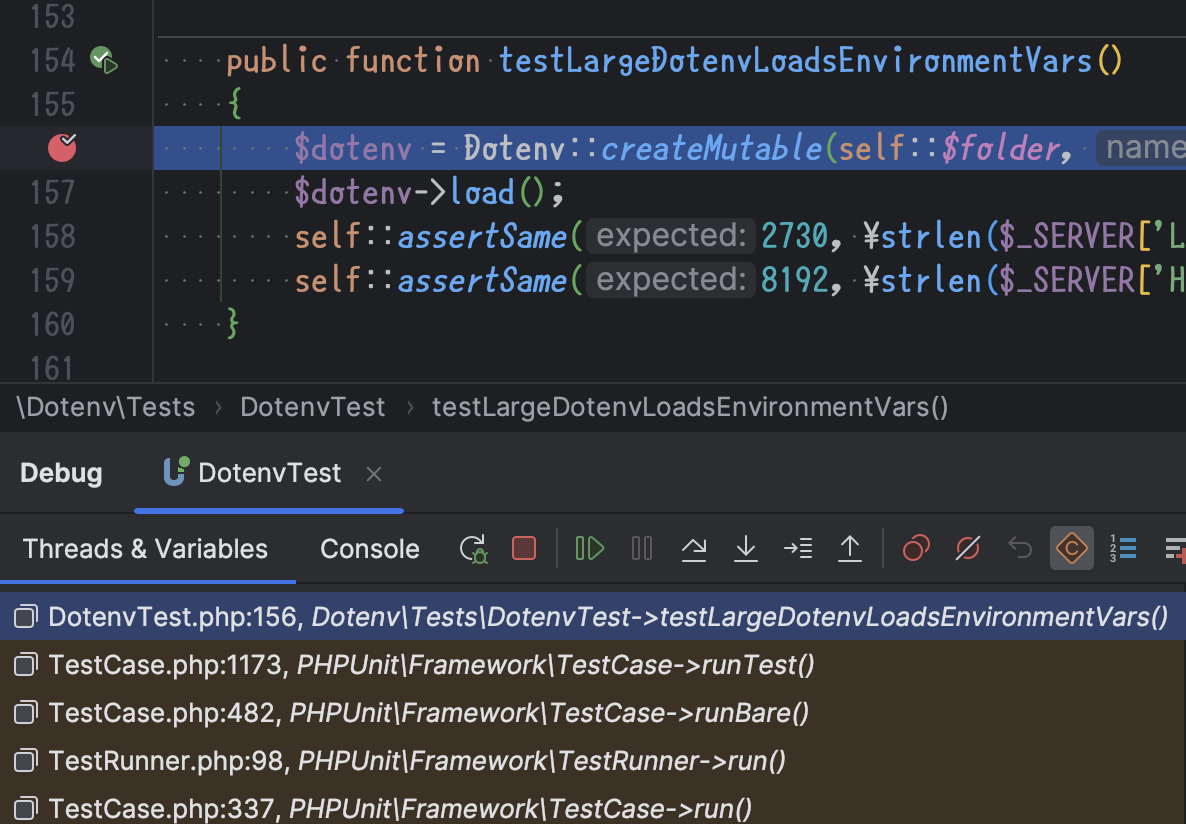 153
154 public function testLargeDotenvLoadsEnvironmentVars()
155 {
$dotenv = Dotenv::createMutable(self::$folder, name
157 $dotenv->load();
158 self::assertSame( expected: 2730, ¥strlen($_SERVER['L
159 self::assertSame( expected: 8192, ¥strlen($_SERVER['H
160 }
161
\Dotenv\Tests › DotenvTest › testLargeDotenvLoadsEnvironmentVars()
Debug DotenvTest ×
Threads & Variables Console
DotenvTest.php:156, Dotenv\Tests\DotenvTest->testLargeDotenvLoadsEnvironmentVars()
TestCase.php:1173, PHPUnit\Framework\TestCase->runTest()
TestCase.php:482, PHPUnit\Framework\TestCase->runBare()
TestRunner.php:98, PHPUnit\Framework\TestRunner->run()
TestCase.php:337, PHPUnit\Framework\TestCase->run()